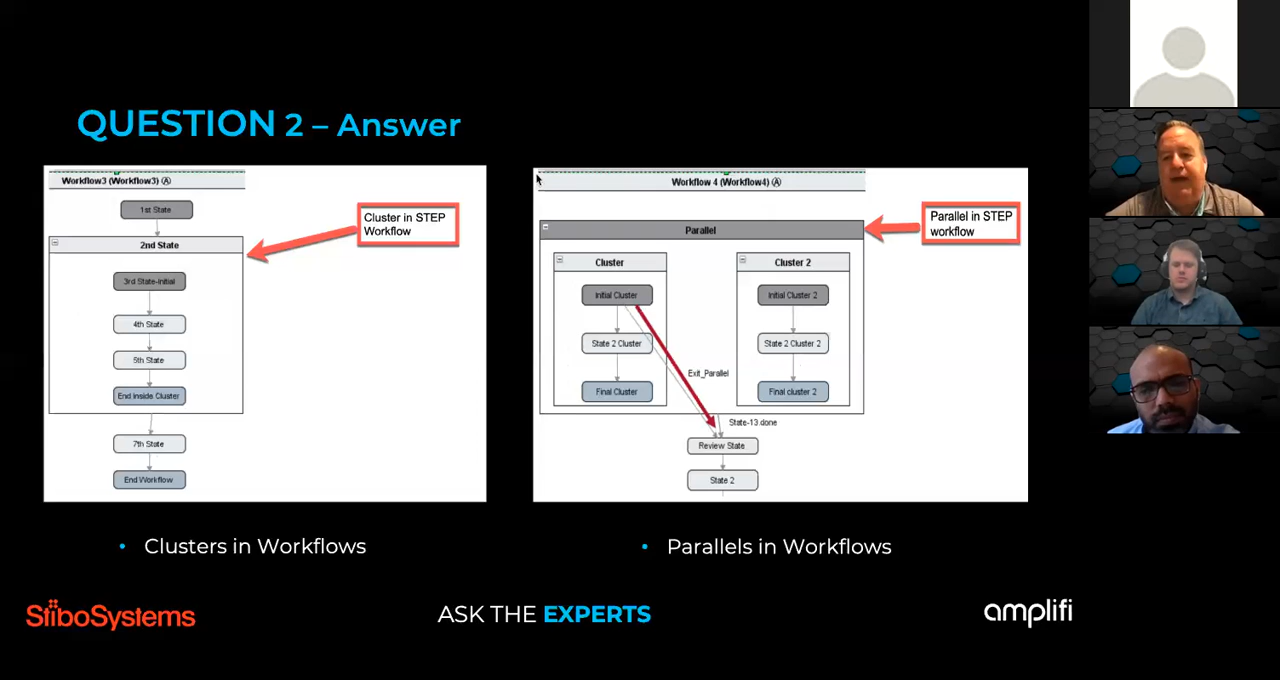 QUESTION 2 – Answer
Workflow3 (Workflow3) Ⓐ
1st State
2nd State
3rd State-Initial
4th State
5th State
End Inside Cluster
7th State
End Workflow
Cluster in STEP
Workflow
Workflow 4 (Workflow4) Ⓐ
Parallel
Cluster
Initial Cluster
State 2 Cluster
Final Cluster
Cluster 2
Initial Cluster 2
State 2 Cluster 2
Final cluster 2
Exit_Parallel
State-13.done
Review State
State 2
Parallel in STEP
workflow
• Clusters in Workflows
• Parallels in Workflows
StiboSystems
ASK THE EXPERTS
amplifi